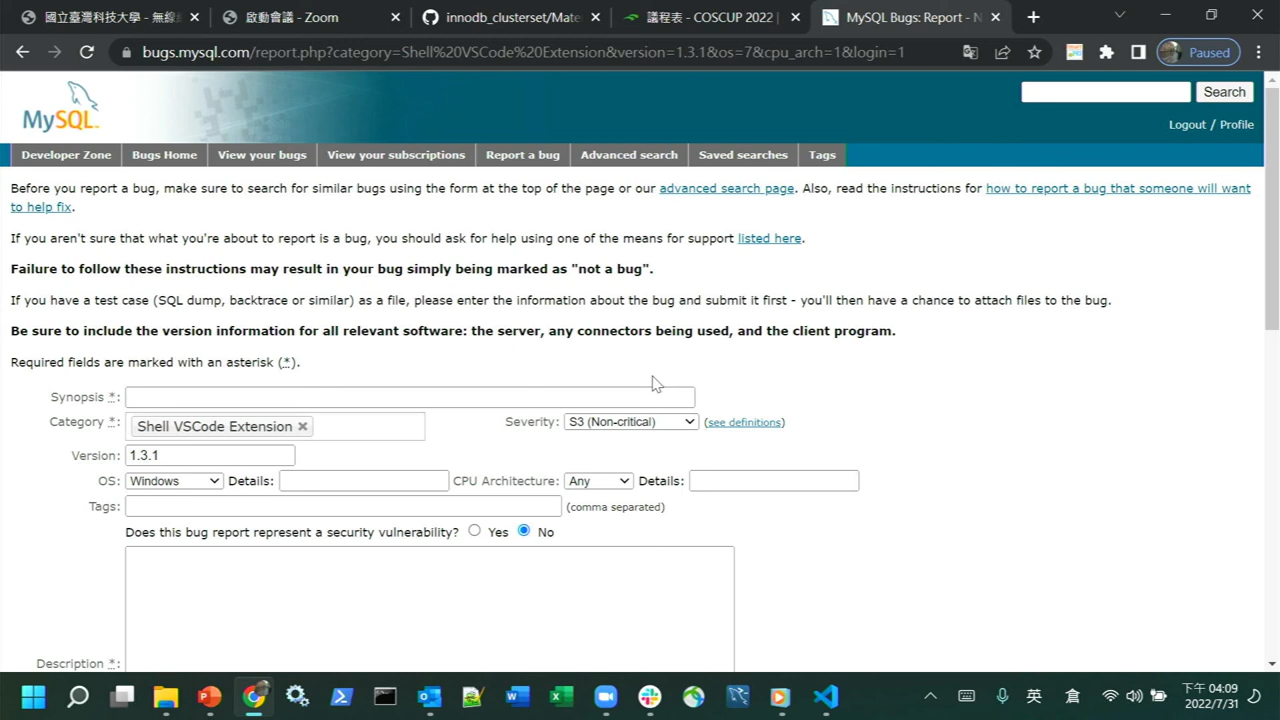 國立臺灣科技大學 - 無線
啟動會議 - Zoom
innodb_clusterset/Mate
議程表 - COSCUP 2022 |
MySQL Bugs: Report - N
bugs.mysql.com/report.php?category=Shell%20VSCode%20Extension&version=1.3.1&os=7&cpu_arch=1&login=1
Paused
MySQL
Search
Logout / Profile
Developer Zone
Bugs Home
View your bugs
View your subscriptions
Report a bug
Advanced search
Saved searches
Tags
Before you report a bug, make sure to search for similar bugs using the form at the top of the page or our advanced search page. Also, read the instructions for how to report a bug that someone will want
to help fix.
If you aren't sure that what you're about to report is a bug, you should ask for help using one of the means for support listed here.
Failure to follow these instructions may result in your bug simply being marked as "not a bug".
If you have a test case (SQL dump, backtrace or similar) as a file, please enter the information about the bug and submit it first - you'll then have a chance to attach files to the bug.
Be sure to include the version information for all relevant software: the server, any connectors being used, and the client program.
Required fields are marked with an asterisk (*).
Synopsis *:
Category *: Shell VSCode Extension Severity: S3 (Non-critical) (see definitions)
Version: 1.3.1
OS: Windows Details: CPU Architecture: Any Details:
Tags: (comma separated)
Does this bug report represent a security vulnerability? Yes No
Description *:
英
倉
下午 04:09
2022/7/31